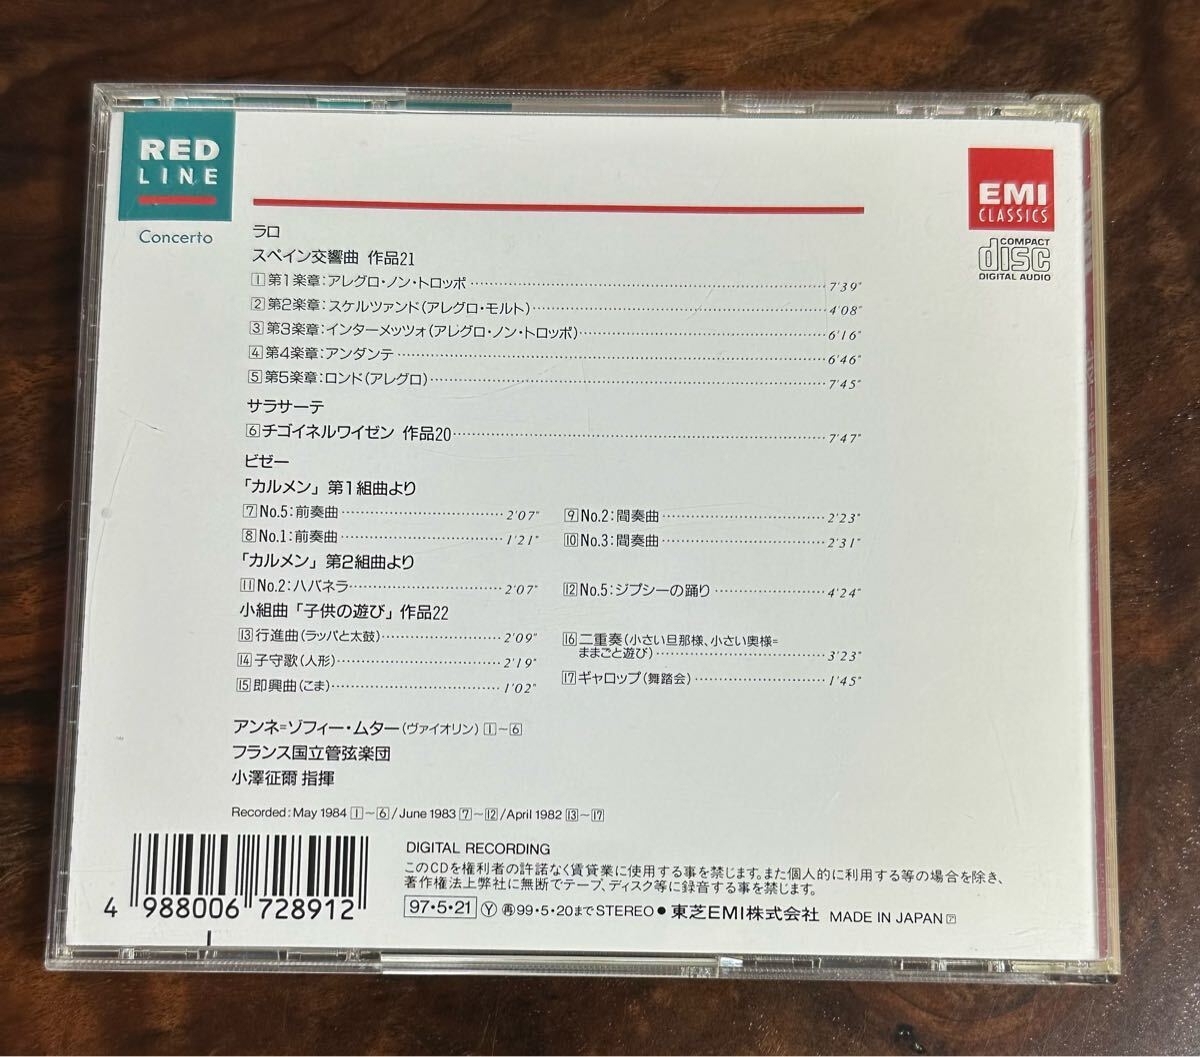 RED
LINE
Concerto
EMI
CLASSICS
COMPACT
disc
DIGITAL AUDIO
ラロ
スペイン交響曲 作品21
1 第1楽章:アレグロ・ノン・トロッポ 7'39"
2 第2楽章:スケルツァンド(アレグロ・モルト) 4'08"
3 第3楽章:インターメッツォ(アレグロ・ノン・トロッポ) 6'16"
4 第4楽章:アンダンテ 6'46"
5 第5楽章:ロンド(アレグロ) 7'45"
サラサーテ
6 チゴイネルワイゼン 作品20 7'47"
ビゼー
「カルメン」第1組曲より
7 No.5:前奏曲 2'07"
8 No.1:前奏曲 1'21"
9 No.2:間奏曲 2'23"
10 No.3:間奏曲 2'31"
「カルメン」第2組曲より
11 No.2:ハバネラ 2'07"
12 No.5:ジプシーの踊り 4'24"
小組曲「子供の遊び」作品22
13 行進曲(ラッパと太鼓) 2'09"
14 子守歌(人形) 2'19"
15 即興曲(こま) 1'02"
16 二重奏(小さい旦那様、小さい奥様=
ままごと遊び) 3'23"
17 ギャロップ(舞踏会) 1'45"
アンネ=ゾフィー・ムター(ヴァイオリン) 1~6
フランス国立管弦楽団
小澤征爾 指揮
Recorded:May 1984 1~6/June 1983 7~12/April 1982 13~17
DIGITAL RECORDING
このCDを権利者の許諾なく賃貸業に使用する事を禁じます。また個人的に利用する等の場合を除き、
著作権法上弊社に無断でテープ、ディスク等に録音する事を禁じます。
97・5・21 Ⓨ 再 99・5・20まで STEREO ● 東芝EMI株式会社 MADE IN JAPAN ア
4 988006 728912